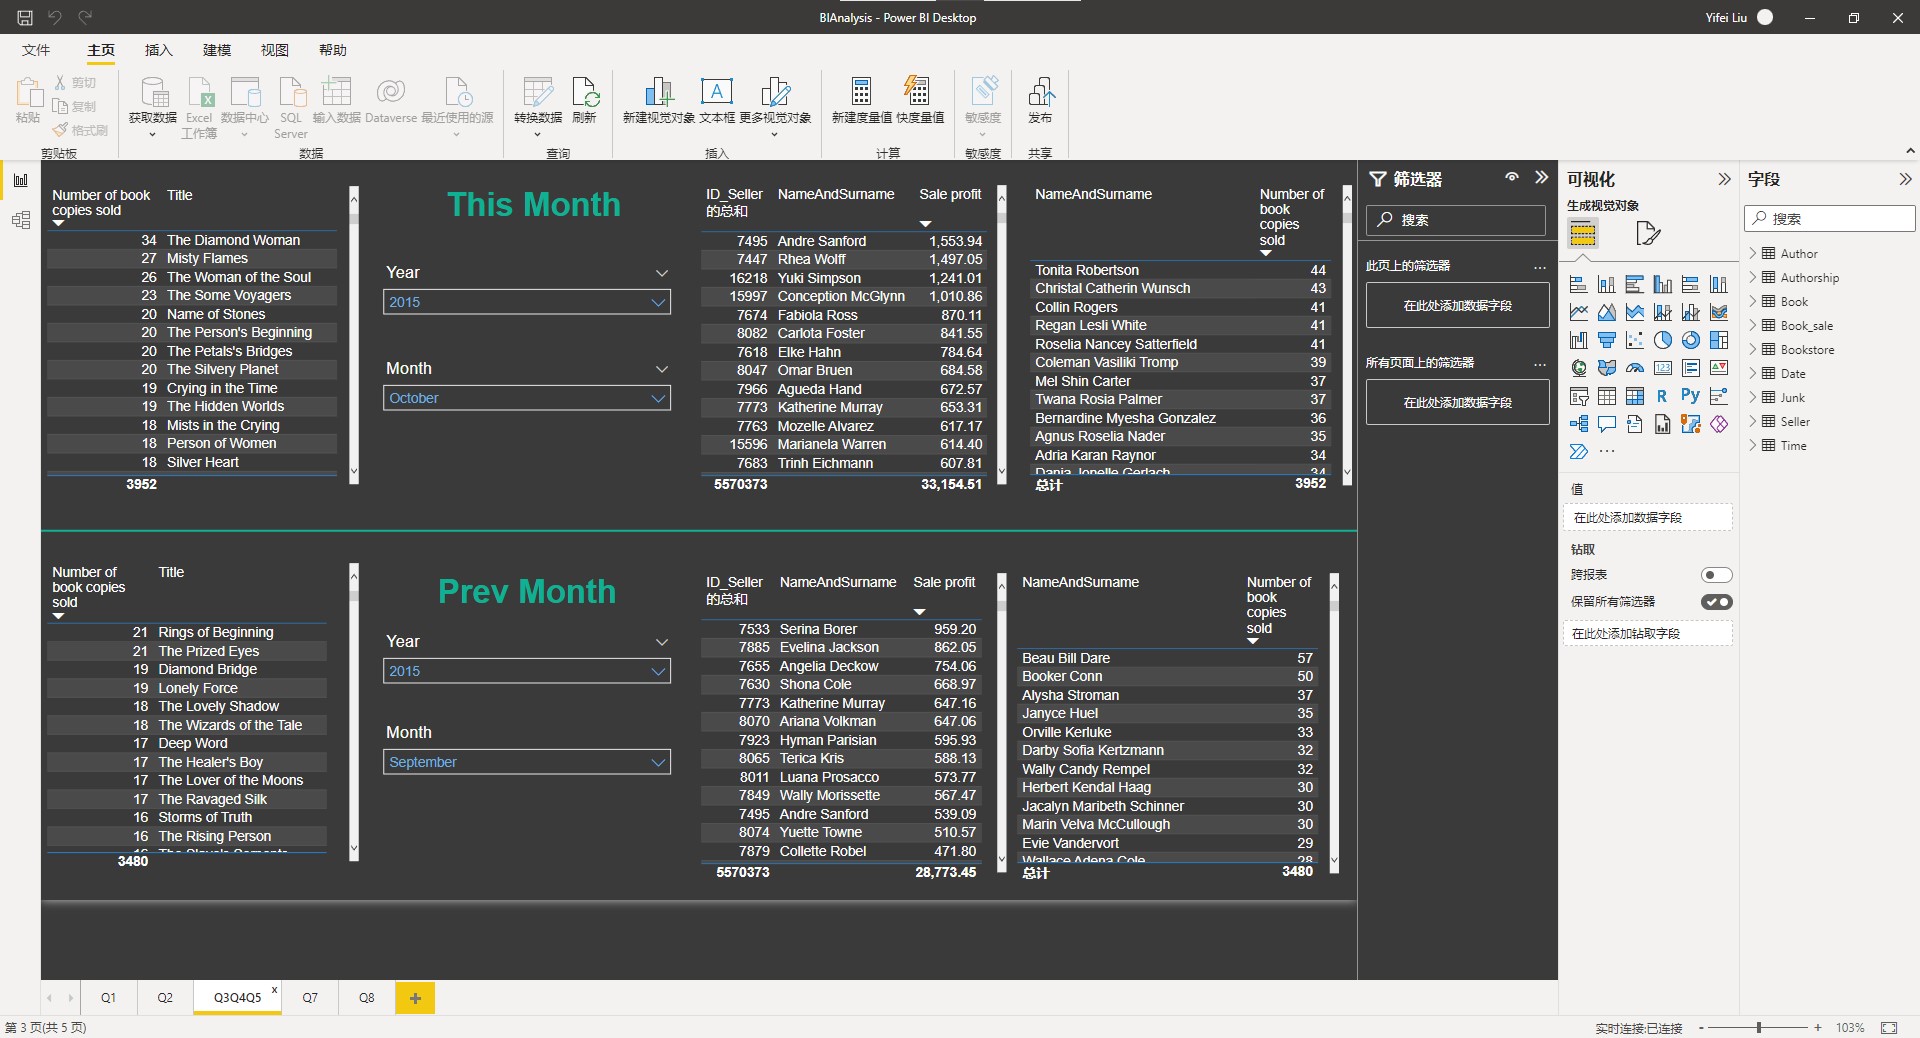 BIAnalysis - Power BI Desktop
Yifei Liu
文件 主页 插入 建模 视图 帮助
粘贴
剪切
复制
格式刷
剪贴板
获取数据
Excel
工作簿
数据中心
SQL
Server
输入数据
Dataverse
最近使用的源
数据
转换数据
刷新
查询
新建视觉对象
文本框
更多视觉对象
插入
新建度量值
快度量值
计算
敏感度
敏感度
发布
共享
Number of book
copies sold
Title
34 The Diamond Woman
27 Misty Flames
26 The Woman of the Soul
23 The Some Voyagers
20 Name of Stones
20 The Person's Beginning
20 The Petals's Bridges
20 The Silvery Planet
19 Crying in the Time
19 The Hidden Worlds
18 Mists in the Crying
18 Person of Women
18 Silver Heart
3952
This Month
Year
2015
Month
October
ID_Seller
的总和
NameAndSurname
Sale profit
7495 Andre Sanford 1,553.94
7447 Rhea Wolff 1,497.05
16218 Yuki Simpson 1,241.01
15997 Conception McGlynn 1,010.86
7674 Fabiola Ross 870.11
8082 Carlota Foster 841.55
7618 Elke Hahn 784.64
8047 Omar Bruen 684.58
7966 Agueda Hand 672.57
7773 Katherine Murray 653.31
7763 Mozelle Alvarez 617.17
15596 Marianela Warren 614.40
7683 Trinh Eichmann 607.81
5570373 33,154.51
NameAndSurname
Number of
book
copies
sold
Tonita Robertson 44
Christal Catherin Wunsch 43
Collin Rogers 41
Regan Lesli White 41
Roselia Nancey Satterfield 41
Coleman Vasiliki Tromp 39
Mel Shin Carter 37
Twana Rosia Palmer 37
Bernardine Myesha Gonzalez 36
Agnus Roselia Nader 35
Adria Karan Raynor 34
Dania Jonelle Gerlach 34
总计 3952
Number of
book copies
sold
Title
21 Rings of Beginning
21 The Prized Eyes
19 Diamond Bridge
19 Lonely Force
18 The Lovely Shadow
18 The Wizards of the Tale
17 Deep Word
17 The Healer's Boy
17 The Lover of the Moons
17 The Ravaged Silk
16 Storms of Truth
16 The Rising Person
16
3480
Prev Month
Year
2015
Month
September
ID_Seller
的总和
NameAndSurname
Sale profit
7533 Serina Borer 959.20
7885 Evelina Jackson 862.05
7655 Angelia Deckow 754.06
7630 Shona Cole 668.97
7773 Katherine Murray 647.16
8070 Ariana Volkman 647.06
7923 Hyman Parisian 595.93
8065 Terica Kris 588.13
8011 Luana Prosacco 573.77
7849 Wally Morissette 567.47
7495 Andre Sanford 539.09
8074 Yuette Towne 510.57
7879 Collette Robel 471.80
5570373 28,773.45
NameAndSurname
Number of
book
copies
sold
Beau Bill Dare 57
Booker Conn 50
Alysha Stroman 37
Janyce Huel 35
Orville Kerluke 33
Darby Sofia Kertzmann 32
Wally Candy Rempel 32
Herbert Kendal Haag 30
Jacalyn Maribeth Schinner 30
Marin Velva McCullough 30
Evie Vandervort 29
Wallace Adena Cole 28
总计 3480
筛选器
搜索
此页上的筛选器 ...
在此处添加数据字段
所有页面上的筛选器 ...
在此处添加数据字段
可视化
生成视觉对象
123
R
Py
...
值
在此处添加数据字段
钻取
跨报表
保留所有筛选器
在此处添加钻取字段
字段
搜索
Author
Authorship
Book
Book_sale
Bookstore
Date
Junk
Seller
Time
Q1 Q2 Q3Q4Q5 x Q7 Q8 +
第 3 页(共 5 页)
实时连接:已连接 - + 103%